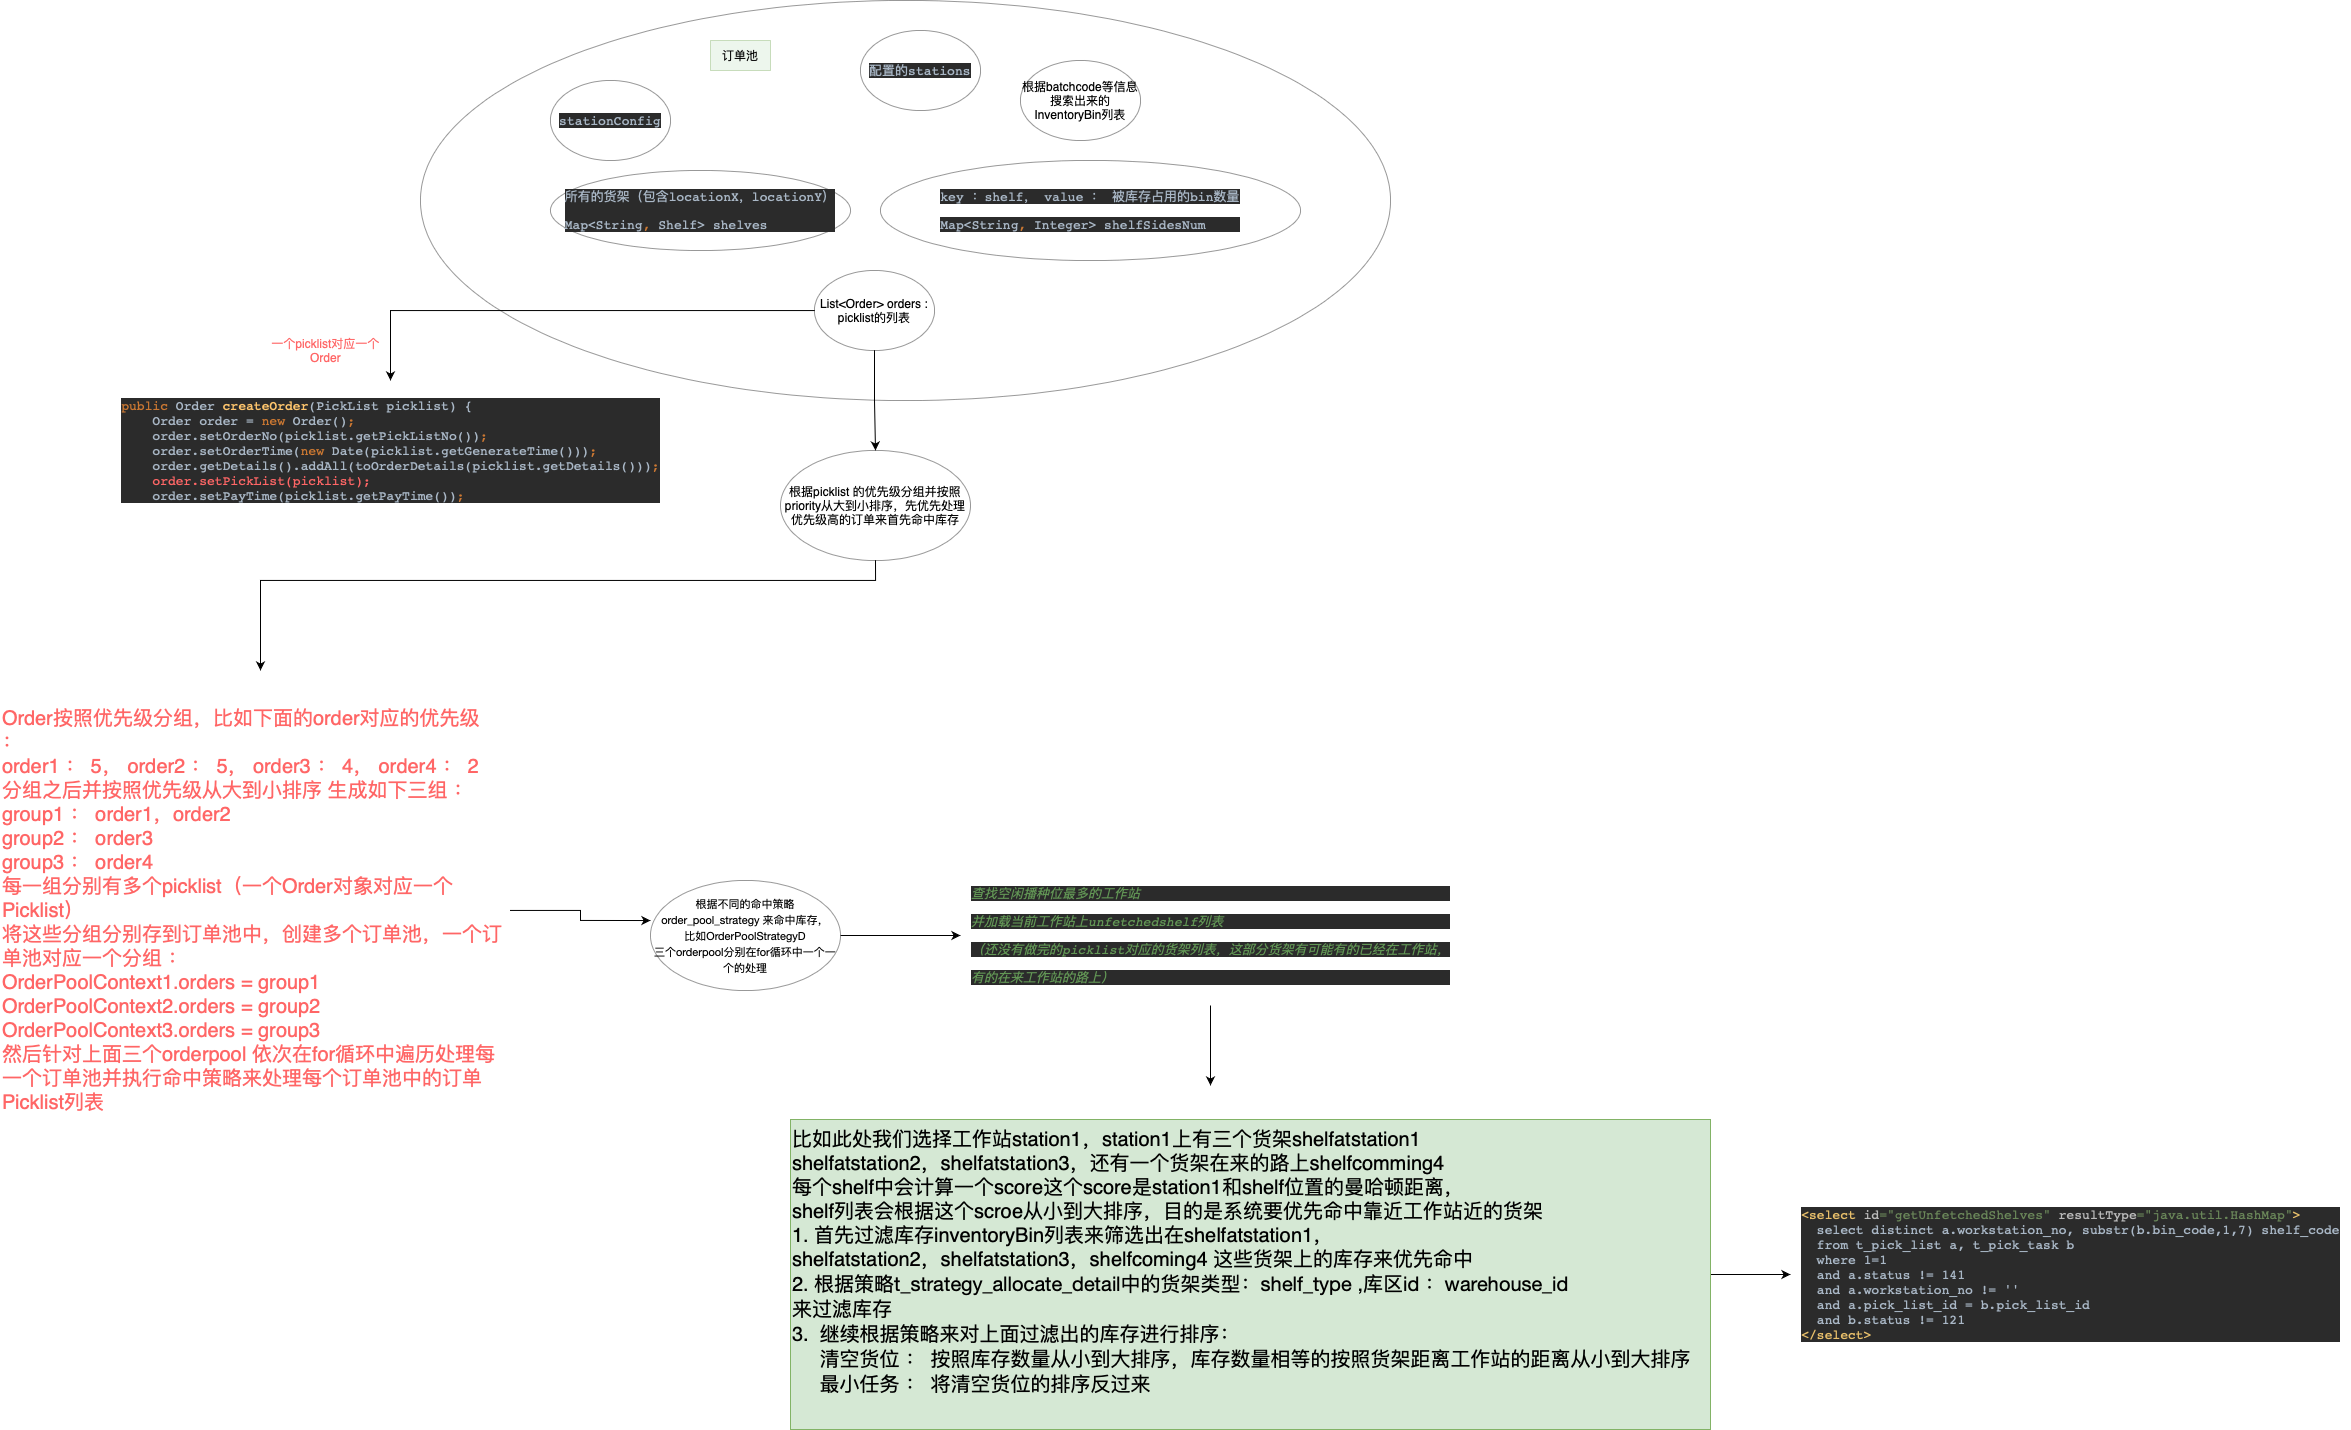 订单池
配置的stations
根据batchcode等信息
搜索出来的
InventoryBin列表
stationConfig
所有的货架（包含locationX，locationY）
Map<String, Shelf> shelves
key ：shelf， value ： 被库存占用的bin数量
Map<String, Integer> shelfSidesNum
List<Order> orders :
picklist的列表
一个picklist对应一个
Order
public Order createOrder(PickList picklist) {
    Order order = new Order();
    order.setOrderNo(picklist.getPickListNo());
    order.setOrderTime(new Date(picklist.getGenerateTime()));
    order.getDetails().addAll(toOrderDetails(picklist.getDetails()));
    order.setPickList(picklist);
    order.setPayTime(picklist.getPayTime());
根据picklist 的优先级分组并按照
priority从大到小排序，先优先处理
优先级高的订单来首先命中库存
Order按照优先级分组，比如下面的order对应的优先级
：
order1： 5， order2： 5， order3： 4， order4： 2
分组之后并按照优先级从大到小排序 生成如下三组：
group1： order1，order2
group2： order3
group3： order4
每一组分别有多个picklist（一个Order对象对应一个
Picklist）
将这些分组分别存到订单池中，创建多个订单池，一个订
单池对应一个分组：
OrderPoolContext1.orders = group1
OrderPoolContext2.orders = group2
OrderPoolContext3.orders = group3
然后针对上面三个orderpool 依次在for循环中遍历处理每
一个订单池并执行命中策略来处理每个订单池中的订单
Picklist列表
根据不同的命中策略
order_pool_strategy 来命中库存，
比如OrderPoolStrategyD
三个orderpool分别在for循环中一个一
个的处理
查找空闲播种位最多的工作站
并加载当前工作站上unfetchedshelf列表
（还没有做完的picklist对应的货架列表，这部分货架有可能有的已经在工作站，
有的在来工作站的路上）
比如此处我们选择工作站station1，station1上有三个货架shelfatstation1
shelfatstation2，shelfatstation3，还有一个货架在来的路上shelfcomming4
每个shelf中会计算一个score这个score是station1和shelf位置的曼哈顿距离，
shelf列表会根据这个scroe从小到大排序，目的是系统要优先命中靠近工作站近的货架
1. 首先过滤库存inventoryBin列表来筛选出在shelfatstation1，
shelfatstation2，shelfatstation3，shelfcoming4 这些货架上的库存来优先命中
2. 根据策略t_strategy_allocate_detail中的货架类型：shelf_type ,库区id ：warehouse_id
来过滤库存
3. 继续根据策略来对上面过滤出的库存进行排序：
清空货位 ： 按照库存数量从小到大排序，库存数量相等的按照货架距离工作站的距离从小到大排序
最小任务 ： 将清空货位的排序反过来
<select id="getUnfetchedShelves" resultType="java.util.HashMap">
  select distinct a.workstation_no, substr(b.bin_code,1,7) shelf_code
  from t_pick_list a, t_pick_task b
  where 1=1
  and a.status != 141
  and a.workstation_no != ''
  and a.pick_list_id = b.pick_list_id
  and b.status != 121
</select>